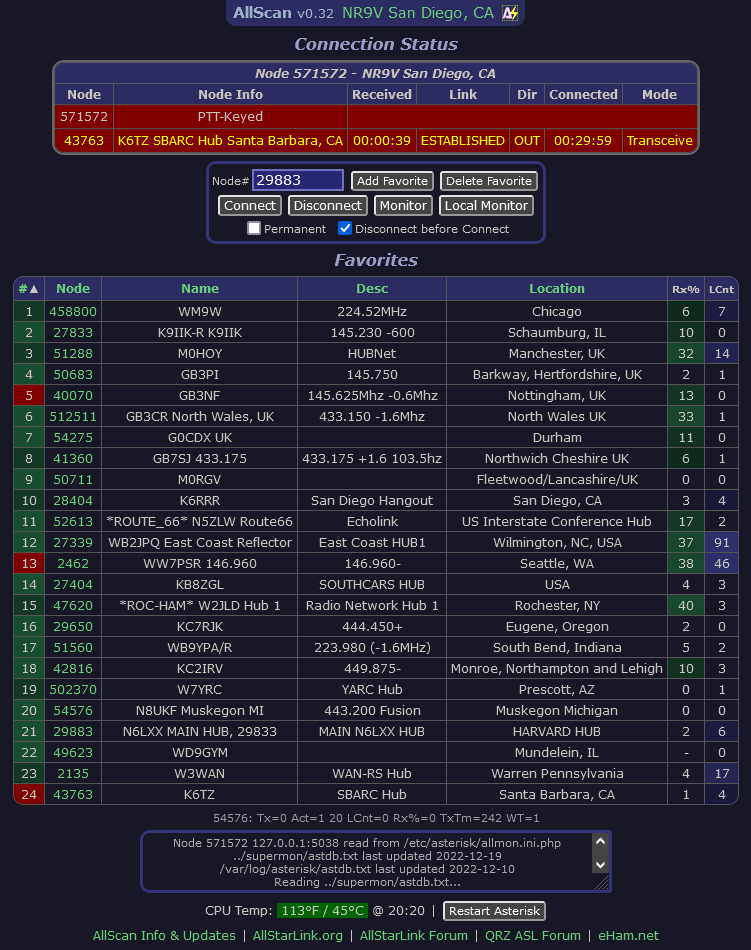 AllScan v0.32 NR9V San Diego, CA
Connection Status
Node 571572 - NR9V San Diego, CA
Node Node Info Received Link Dir Connected Mode
571572 PTT-Keyed
43763 K6TZ SBARC Hub Santa Barbara, CA 00:00:39 ESTABLISHED OUT 00:29:59 Transceive
Node# 29883 Add Favorite Delete Favorite
Connect Disconnect Monitor Local Monitor
Permanent Disconnect before Connect
Favorites
#▲ Node Name Desc Location Rx% LCnt
1 458800 WM9W 224.52MHz Chicago 6 7
2 27833 K9IIK-R K9IIK 145.230 -600 Schaumburg, IL 10 0
3 51288 M0HOY HUBNet Manchester, UK 32 14
4 50683 GB3PI 145.750 Barkway, Hertfordshire, UK 2 1
5 40070 GB3NF 145.625Mhz -0.6Mhz Nottingham, UK 13 0
6 512511 GB3CR North Wales, UK 433.150 -1.6Mhz North Wales UK 33 1
7 54275 G0CDX UK Durham 11 0
8 41360 GB7SJ 433.175 433.175 +1.6 103.5hz Northwich Cheshire UK 6 1
9 50711 M0RGV Fleetwood/Lancashire/UK 0 0
10 28404 K6RRR San Diego Hangout San Diego, CA 3 4
11 52613 *ROUTE_66* N5ZLW Route66 Echolink US Interstate Conference Hub 17 2
12 27339 WB2JPQ East Coast Reflector East Coast HUB1 Wilmington, NC, USA 37 91
13 2462 WW7PSR 146.960 146.960- Seattle, WA 38 46
14 27404 KB8ZGL SOUTHCARS HUB USA 4 3
15 47620 *ROC-HAM* W2JLD Hub 1 Radio Network Hub 1 Rochester, NY 40 3
16 29650 KC7RJK 444.450+ Eugene, Oregon 2 0
17 51560 WB9YPA/R 223.980 (-1.6MHz) South Bend, Indiana 5 2
18 42816 KC2IRV 449.875- Monroe, Northampton and Lehigh 10 3
19 502370 W7YRC YARC Hub Prescott, AZ 0 1
20 54576 N8UKF Muskegon MI 443.200 Fusion Muskegon Michigan 0 0
21 29883 N6LXX MAIN HUB, 29833 MAIN N6LXX HUB HARVARD HUB 2 6
22 49623 WD9GYM Mundelein, IL - 0
23 2135 W3WAN WAN-RS Hub Warren Pennsylvania 4 17
24 43763 K6TZ SBARC Hub Santa Barbara, CA 1 4
54576: Tx=0 Act=1 20 LCnt=0 Rx%=0 TxTm=242 WT=1
Node 571572 127.0.0.1:5038 read from /etc/asterisk/allmon.ini.php
../supermon/astdb.txt last updated 2022-12-19
/var/log/asterisk/astdb.txt last updated 2022-12-10
Reading ../supermon/astdb.txt...
CPU Temp: 113°F / 45°C @ 20:20 | Restart Asterisk
AllScan Info & Updates | AllStarLink.org | AllStarLink Forum | QRZ ASL Forum | eHam.net